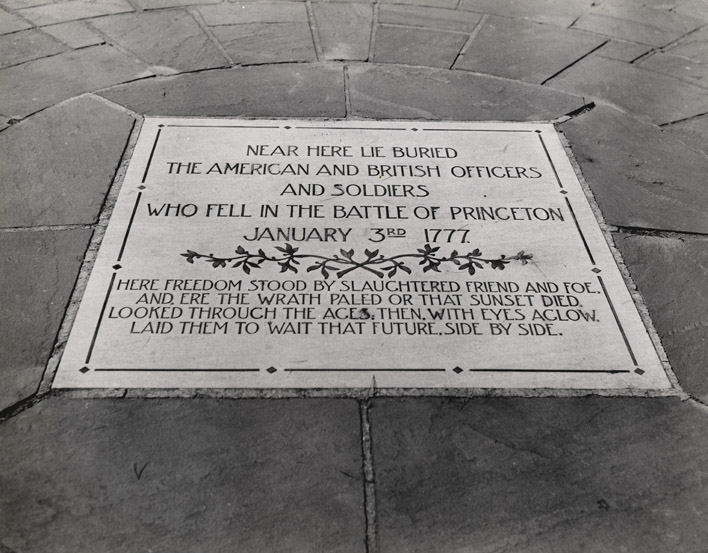 NEAR HERE LIE BURIED
THE AMERICAN AND BRITISH OFFICERS
AND SOLDIERS
WHO FELL IN THE BATTLE OF PRINCETON
JANUARY 3RD 1777.
HERE FREEDOM STOOD BY SLAUGHTERED FRIEND AND FOE,
AND, ERE THE WRATH PALED OR THAT SUNSET DIED,
LOOKED THROUGH THE AGES; THEN, WITH EYES AGLOW,
LAID THEM TO WAIT THAT FUTURE, SIDE BY SIDE.